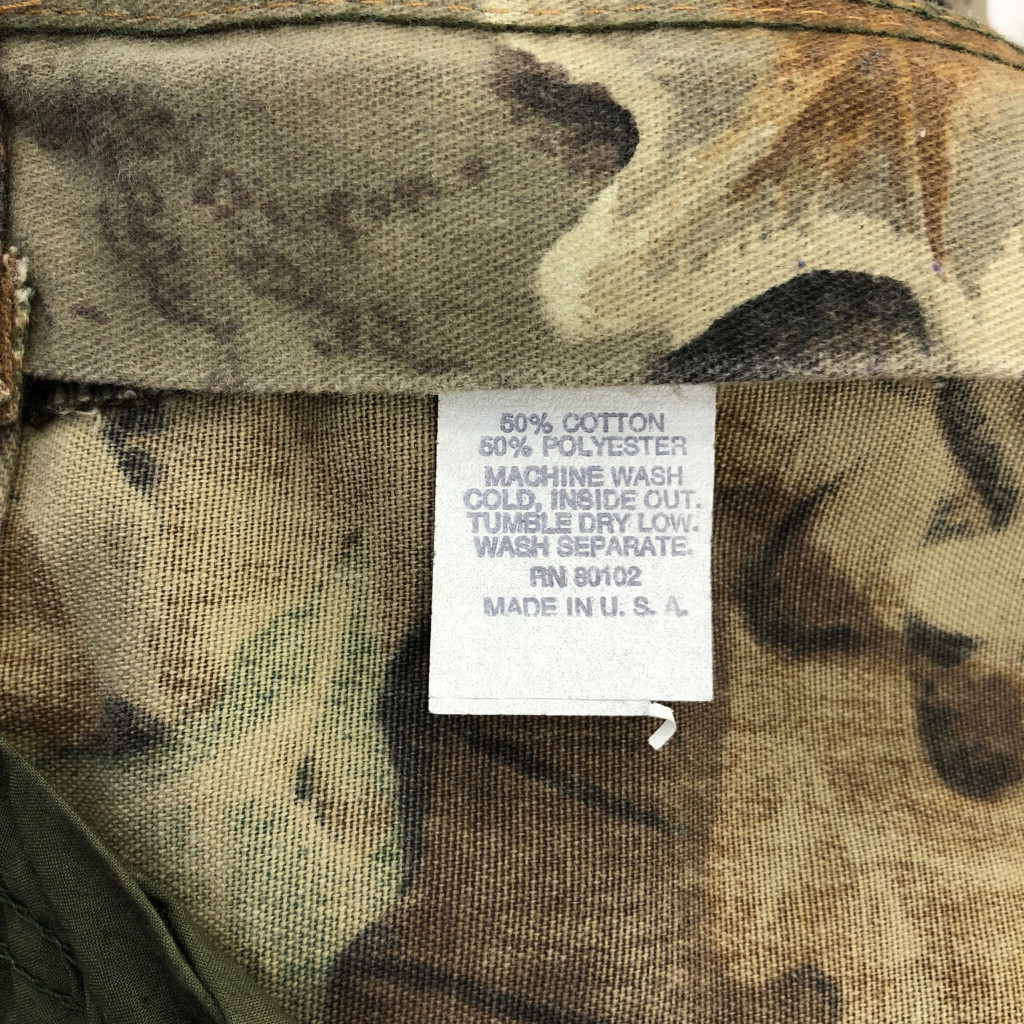 50% COTTON
50% POLYESTER
MACHINE WASH
COLD, INSIDE OUT.
TUMBLE DRY LOW.
WASH SEPARATE.
RN 80102
MADE IN U. S. A.